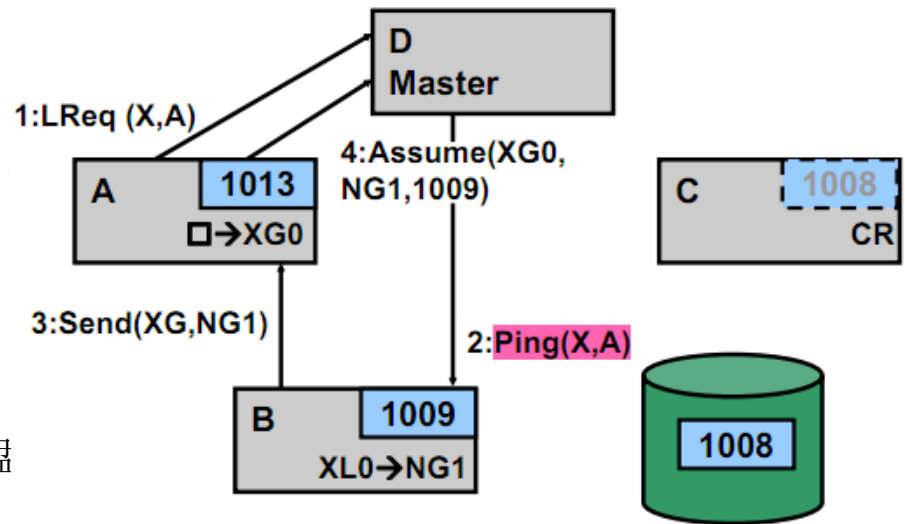 D
Master
1:LReq (X,A)
4:Assume(XG0,
NG1,1009)
A
1013
□→XG0
C
1008
CR
3:Send(XG,NG1)
2:Ping(X,A)
B
1009
XL0→NG1
1008